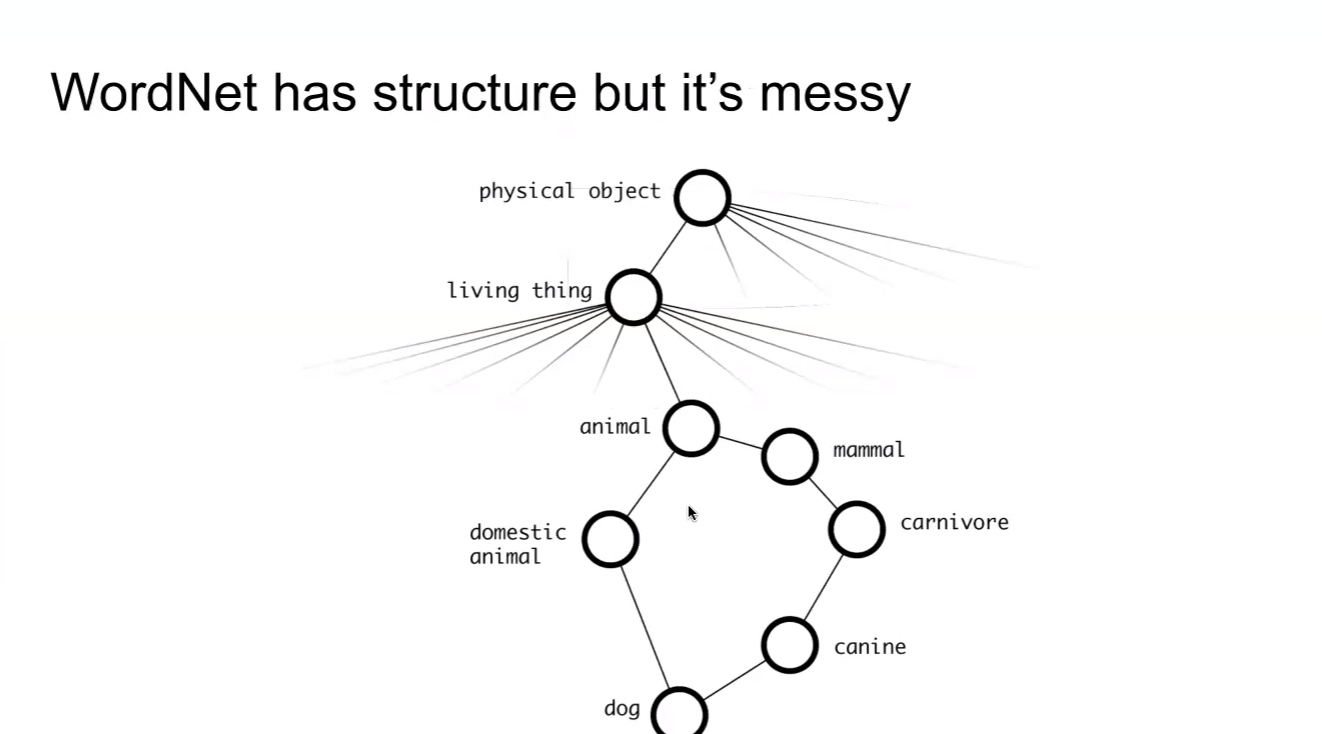 WordNet has structure but it’s messy
physical object
living thing
animal
mammal
carnivore
domestic
animal
canine
dog